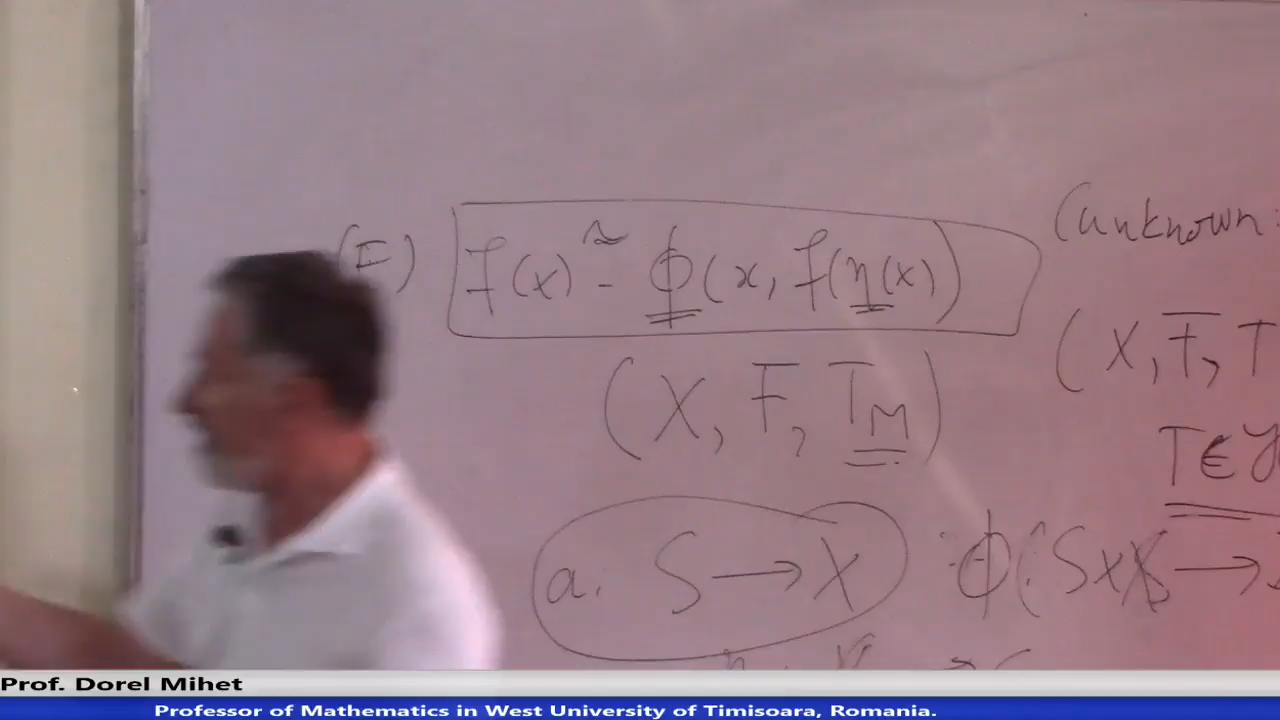 (E) f(x) ≃ Φ(x, f(η(x)) (unknown:
(X, F, T_M) (X, F, T
T ∈
a. S → X Φ: S×X →
Prof. Dorel Mihet
Professor of Mathematics in West University of Timisoara, Romania.